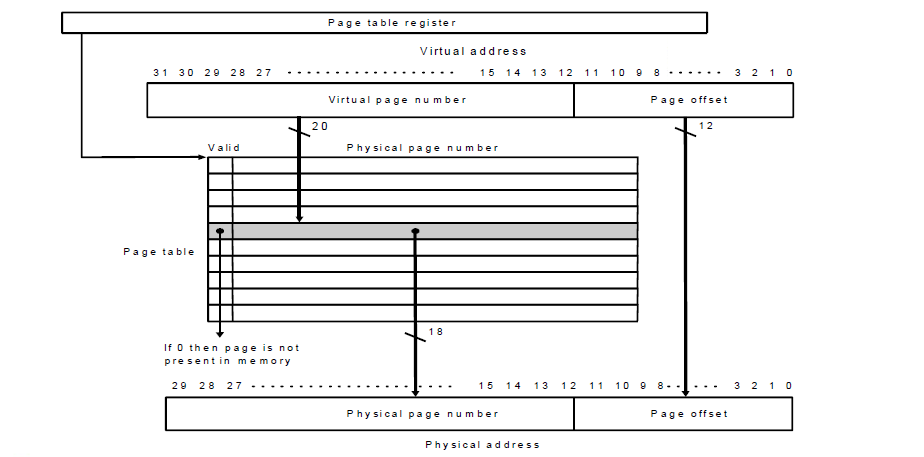 Page table register
Virtual address
31 30 29 28 27 ・・・・・・・・・・・・・・・・・・ 15 14 13 12 11 10 9 8 ・・・・・・ 3 2 1 0
Virtual page number Page offset
20 12
Valid Physical page number
Page table
18
If 0 then page is not
present in memory
29 28 27 ・・・・・・・・・・・・・・・・・・・・・ 15 14 13 12 11 10 9 8 ・・・・・・ 3 2 1 0
Physical page number Page offset
Physical address